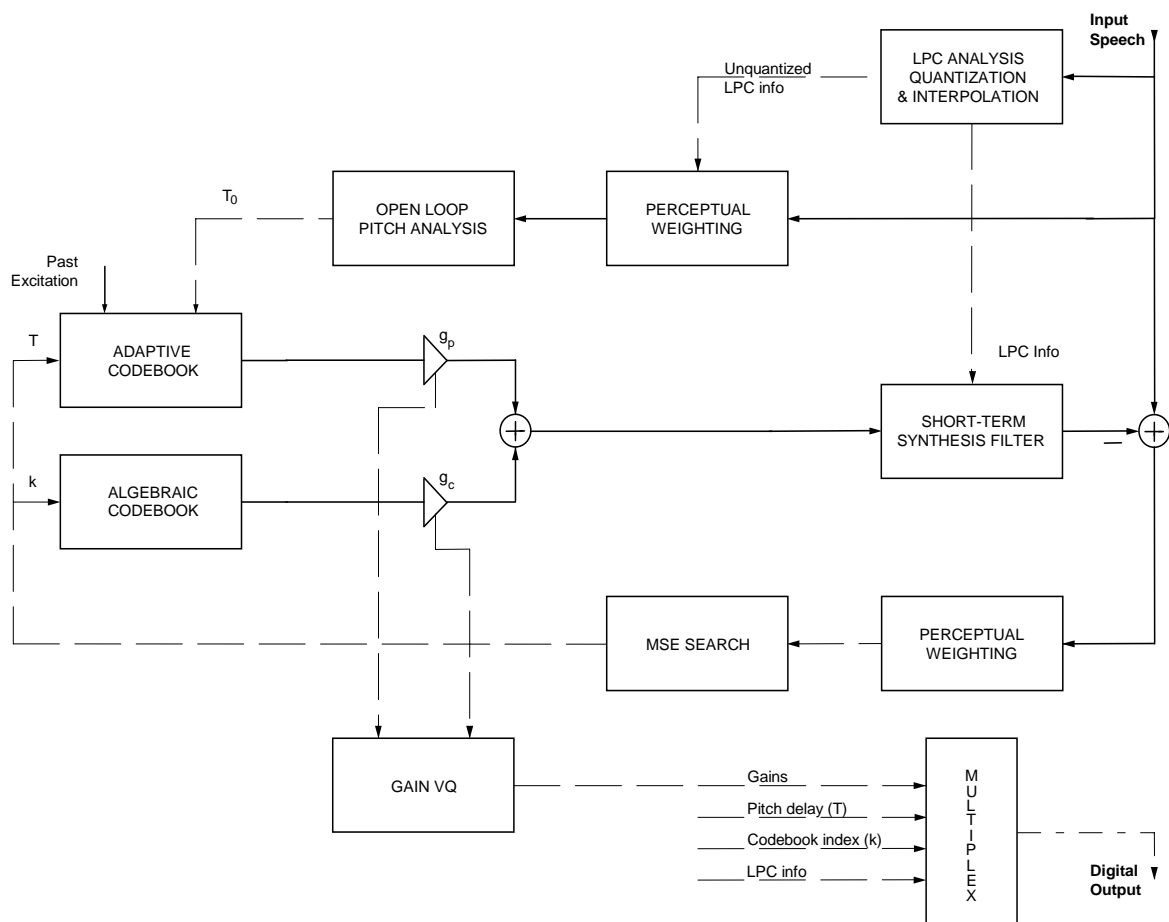 Input
Speech
LPC ANALYSIS
QUANTIZATION
& INTERPOLATION
Unquantized
LPC info
T0
OPEN LOOP
PITCH ANALYSIS
PERCEPTUAL
WEIGHTING
Past
Excitation
T
ADAPTIVE
CODEBOOK
gp
LPC Info
SHORT-TERM
SYNTHESIS FILTER
+
+
–
k
ALGEBRAIC
CODEBOOK
gc
MSE SEARCH
PERCEPTUAL
WEIGHTING
GAIN VQ
Gains
Pitch delay (T)
Codebook index (k)
LPC info
MULTIPLEX
Digital
Output